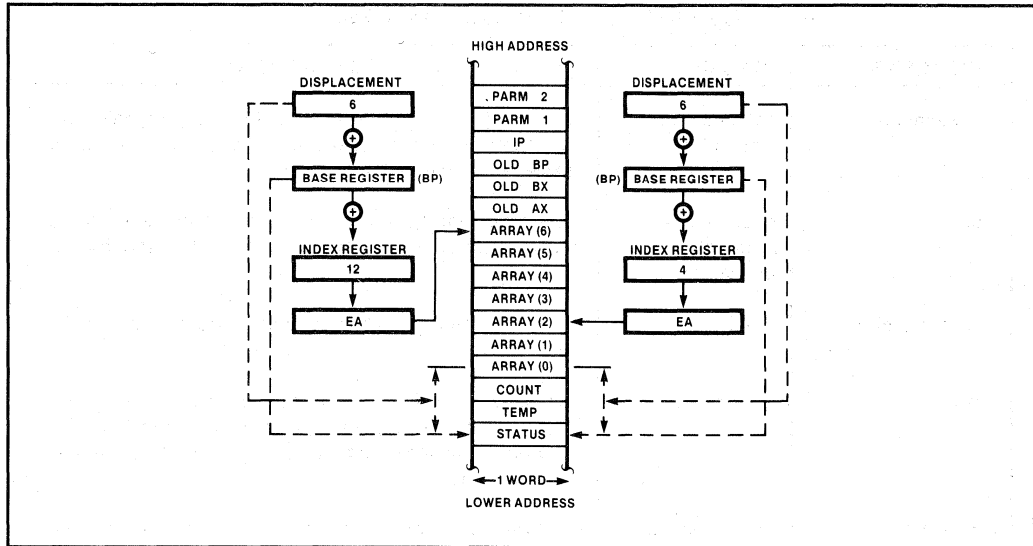 HIGH ADDRESS
DISPLACEMENT
6
BASE REGISTER (BP)
INDEX REGISTER
12
EA
PARM 2
PARM 1
IP
OLD BP
OLD BX
OLD AX
ARRAY (6)
ARRAY (5)
ARRAY (4)
ARRAY (3)
ARRAY (2)
ARRAY (1)
ARRAY (0)
COUNT
TEMP
STATUS
1 WORD
LOWER ADDRESS
DISPLACEMENT
6
(BP) BASE REGISTER
INDEX REGISTER
4
EA